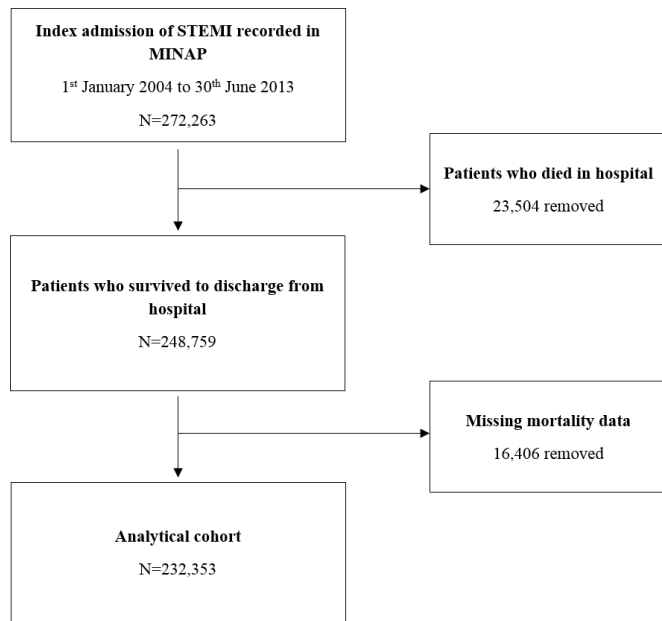 Index admission of STEMI recorded in
MINAP
1st January 2004 to 30th June 2013
N=272,263
Patients who died in hospital
23,504 removed
Patients who survived to discharge from
hospital
N=248,759
Missing mortality data
16,406 removed
Analytical cohort
N=232,353